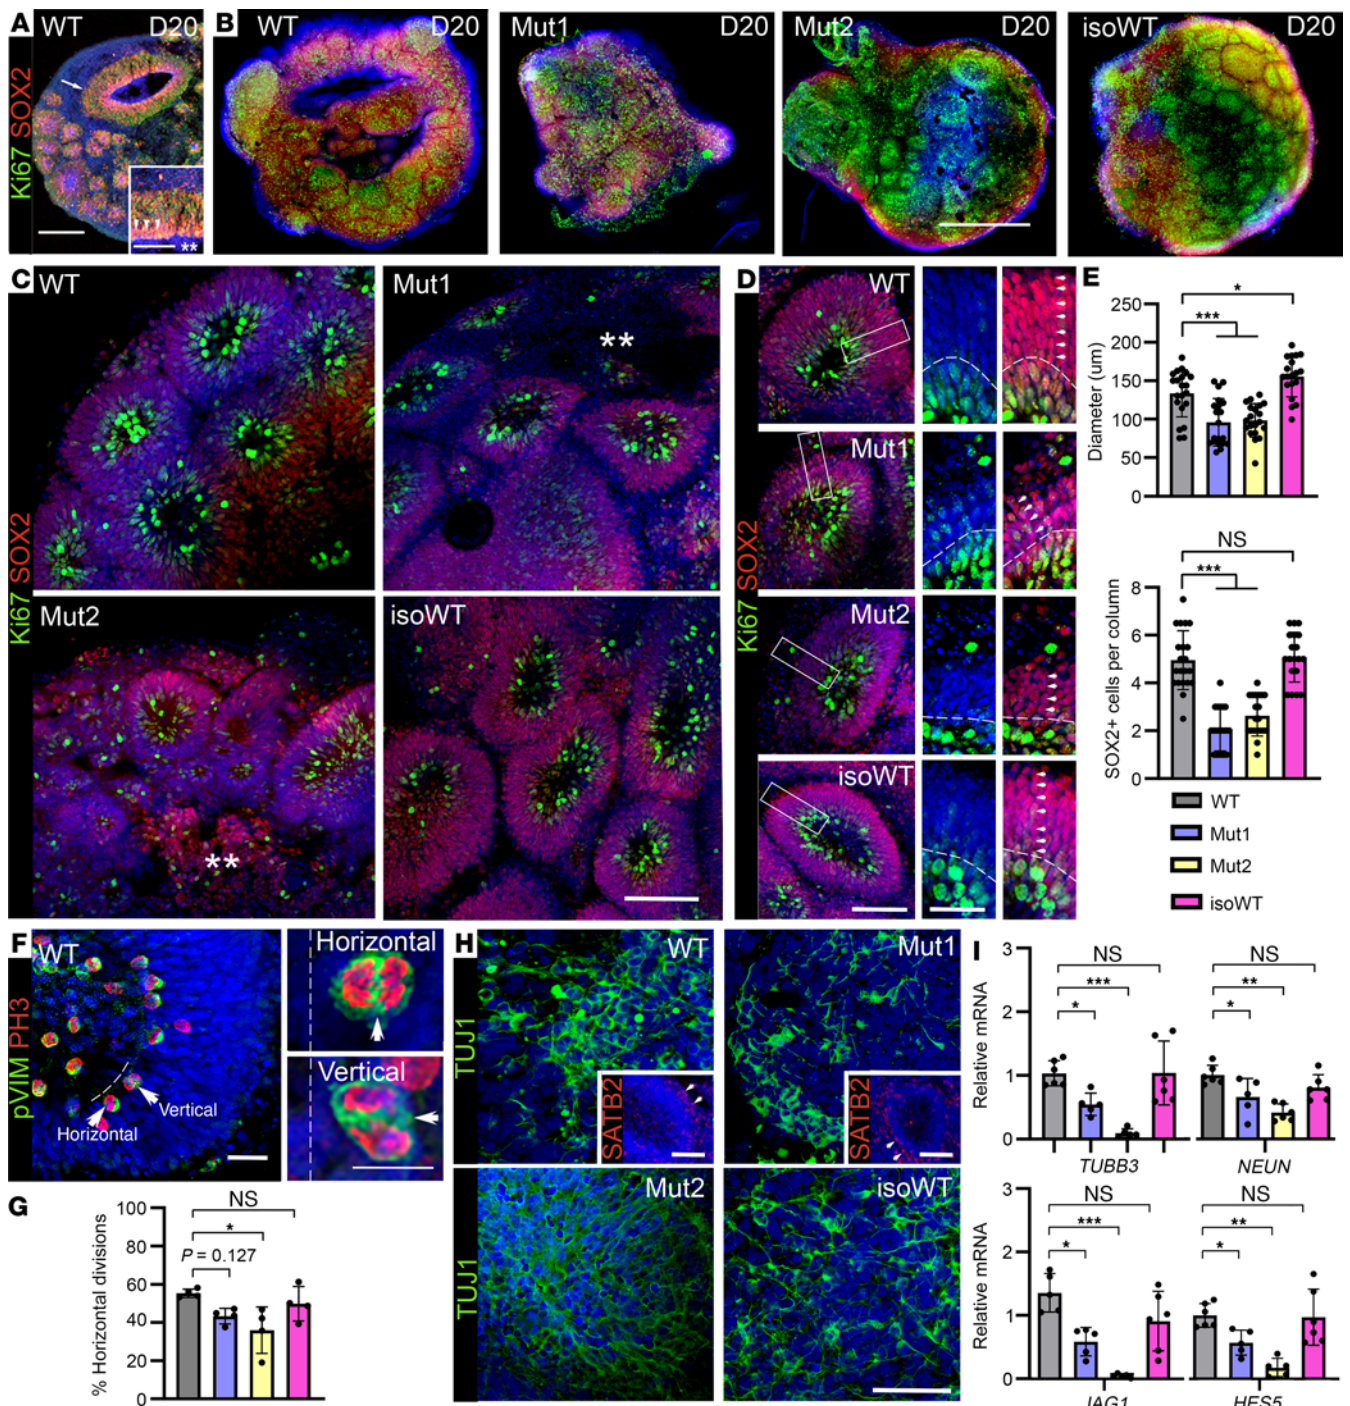 A WT D20
Ki67 SOX2
**
B WT D20
Mut1 D20
Mut2 D20
isoWT D20
C WT
Mut1
**
Ki67 SOX2
Mut2
**
isoWT
D WT
Mut1
Ki67 SOX2
Mut2
isoWT
E
Diameter (um)
250
200
150
100
50
0
***
*
SOX2+ cells per column
8
6
4
2
0
***
NS
WT
Mut1
Mut2
isoWT
F WT
pVIM PH3
Horizontal
Vertical
Horizontal
Vertical
G
% Horizontal divisions
100
80
60
40
20
0
NS
*
P = 0.127
H WT
TUJ1
SATB2
Mut1
SATB2
Mut2
TUJ1
isoWT
I
Relative mRNA
3
2
1
0
NS
***
*
TUBB3
NS
**
*
NEUN
Relative mRNA
3
2
1
0
NS
***
*
JAG1
NS
**
*
HES5